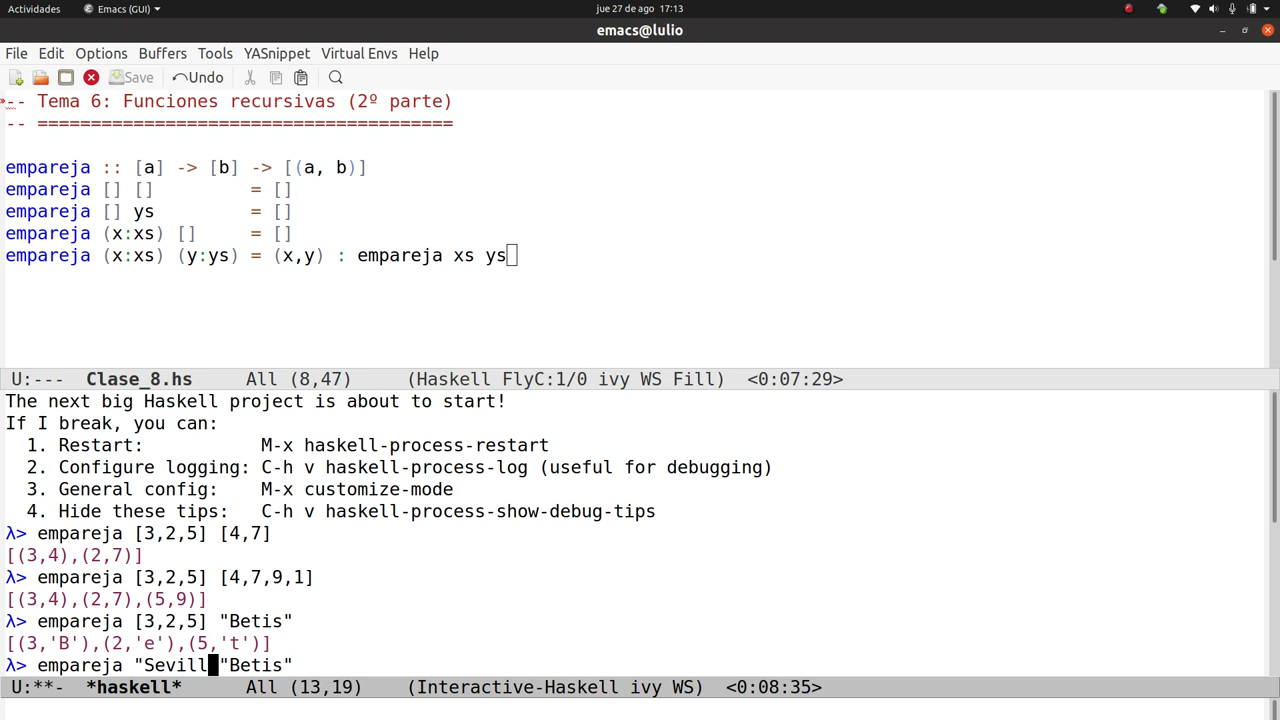 Actividades Emacs (GUI) jue 27 de ago 17:13
emacs@lulio
File Edit Options Buffers Tools YASnippet Virtual Envs Help
Save Undo
-- Tema 6: Funciones recursivas (2º parte)
-- =======================================
empareja :: [a] -> [b] -> [(a, b)]
empareja [] [] = []
empareja [] ys = []
empareja (x:xs) [] = []
empareja (x:xs) (y:ys) = (x,y) : empareja xs ys
U:--- Clase_8.hs All (8,47) (Haskell FlyC:1/0 ivy WS Fill) <0:07:29>
The next big Haskell project is about to start!
If I break, you can:
1. Restart: M-x haskell-process-restart
2. Configure logging: C-h v haskell-process-log (useful for debugging)
3. General config: M-x customize-mode
4. Hide these tips: C-h v haskell-process-show-debug-tips
λ> empareja [3,2,5] [4,7]
[(3,4),(2,7)]
λ> empareja [3,2,5] [4,7,9,1]
[(3,4),(2,7),(5,9)]
λ> empareja [3,2,5] "Betis"
[(3,'B'),(2,'e'),(5,'t')]
λ> empareja "Sevill "Betis"
U:**- *haskell* All (13,19) (Interactive-Haskell ivy WS) <0:08:35>